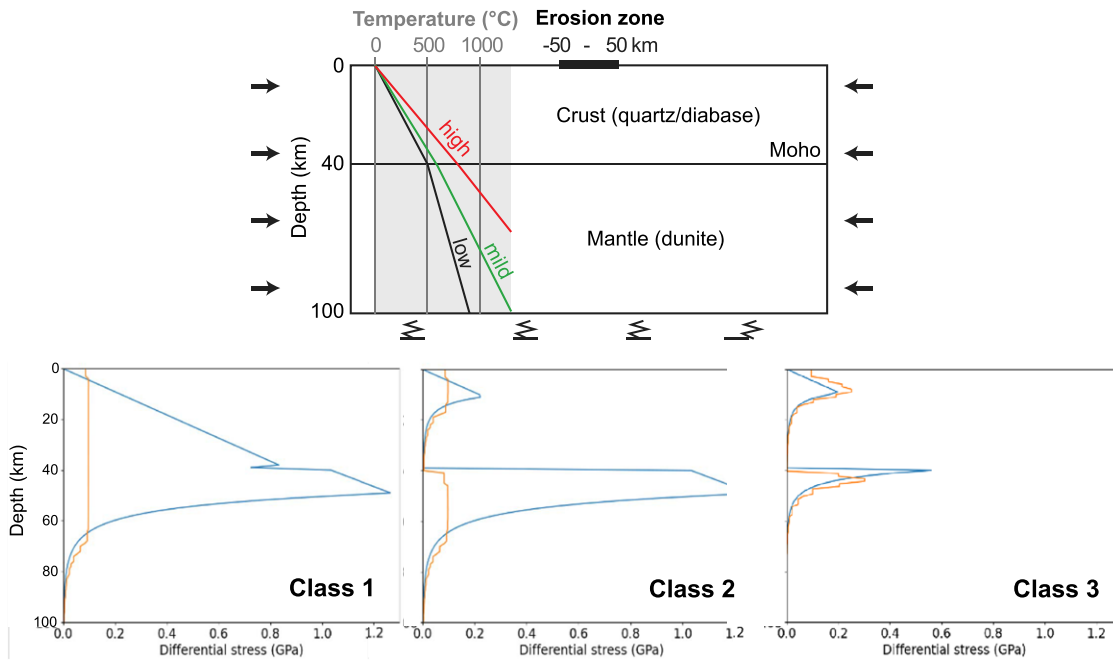 Temperature (°C)
Erosion zone
0 500 1000
-50 - 50 km
0
Crust (quartz/diabase)
high
Moho
40
Depth (km)
Mantle (dunite)
low
mild
100
0
20
40
60
80
100
Depth (km)
Class 1
0.0 0.2 0.4 0.6 0.8 1.0 1.2
Differential stress (GPa)
Class 2
0.0 0.2 0.4 0.6 0.8 1.0 1.2
Differential stress (GPa)
Class 3
0.0 0.2 0.4 0.6 0.8 1.0 1.2
Differential stress (GPa)